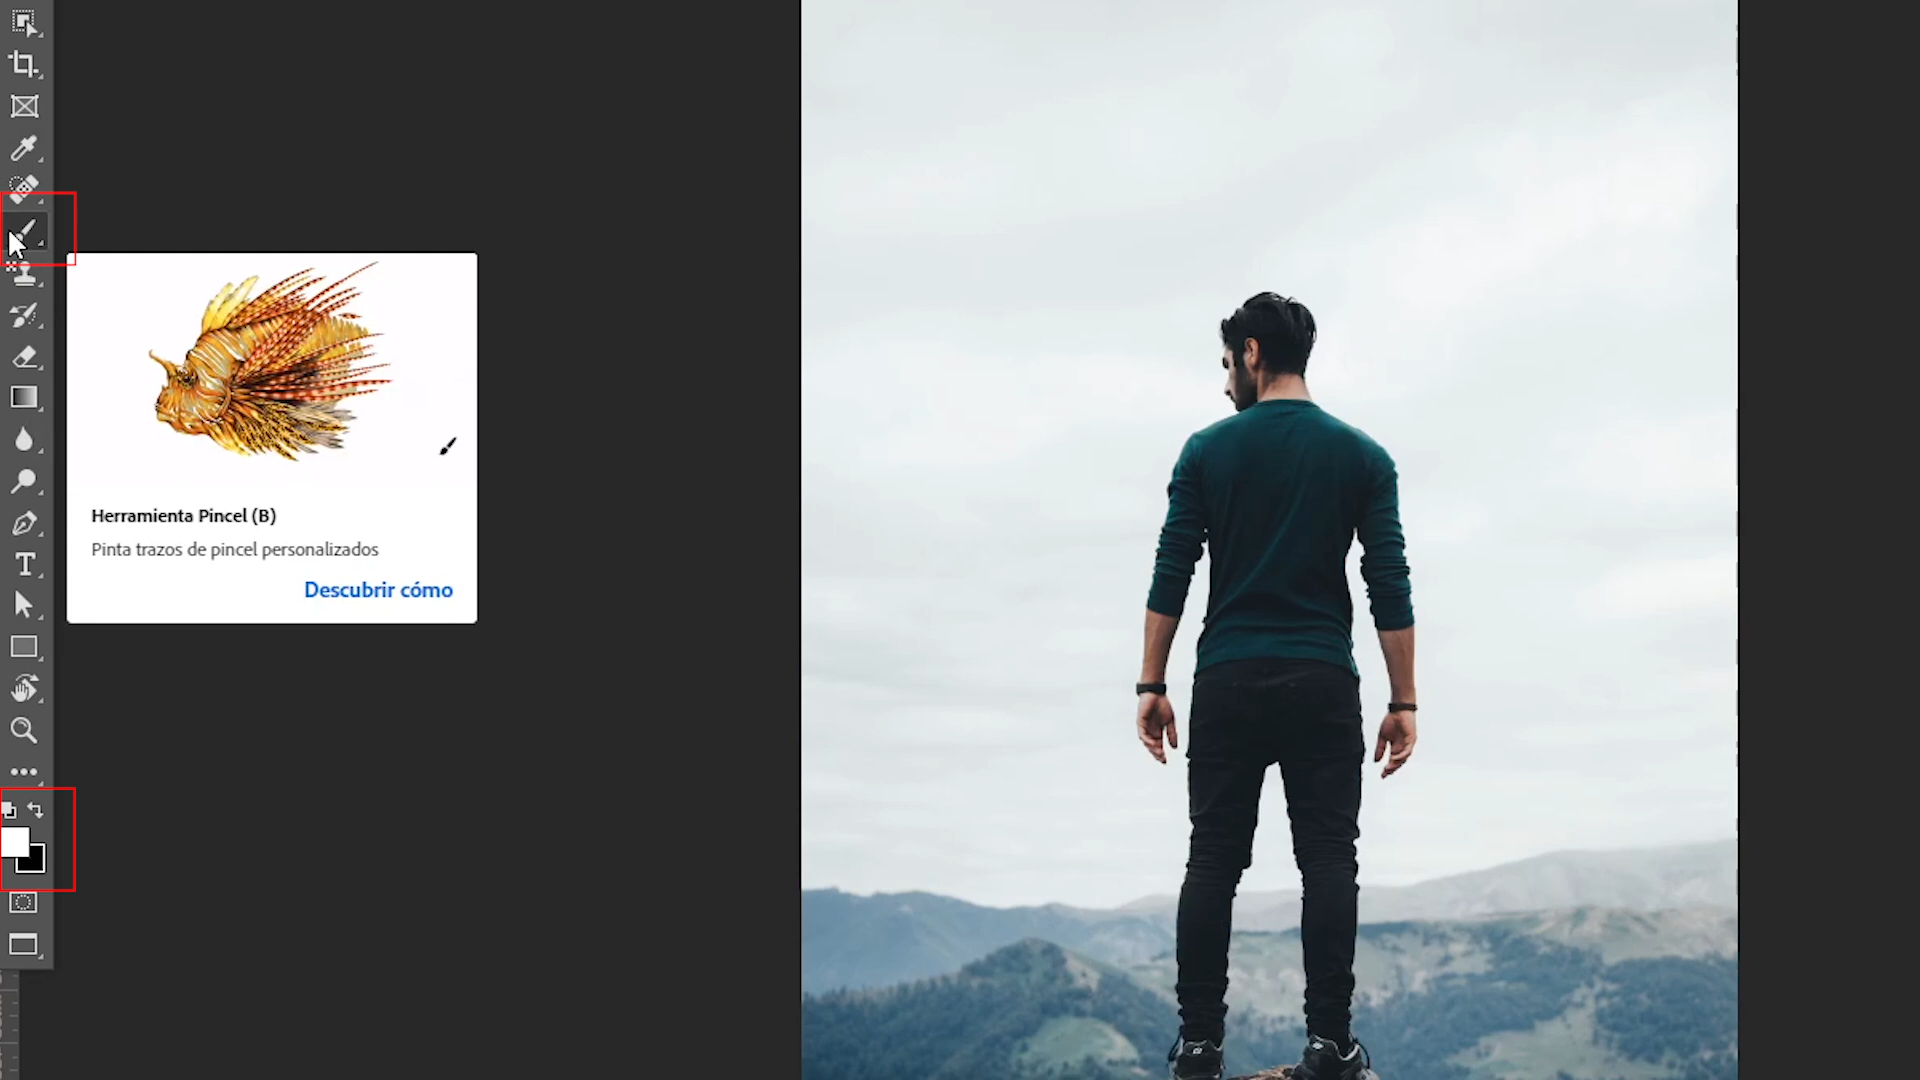 Herramienta Pincel (B)
Pinta trazos de pincel personalizados
Descubrir cómo